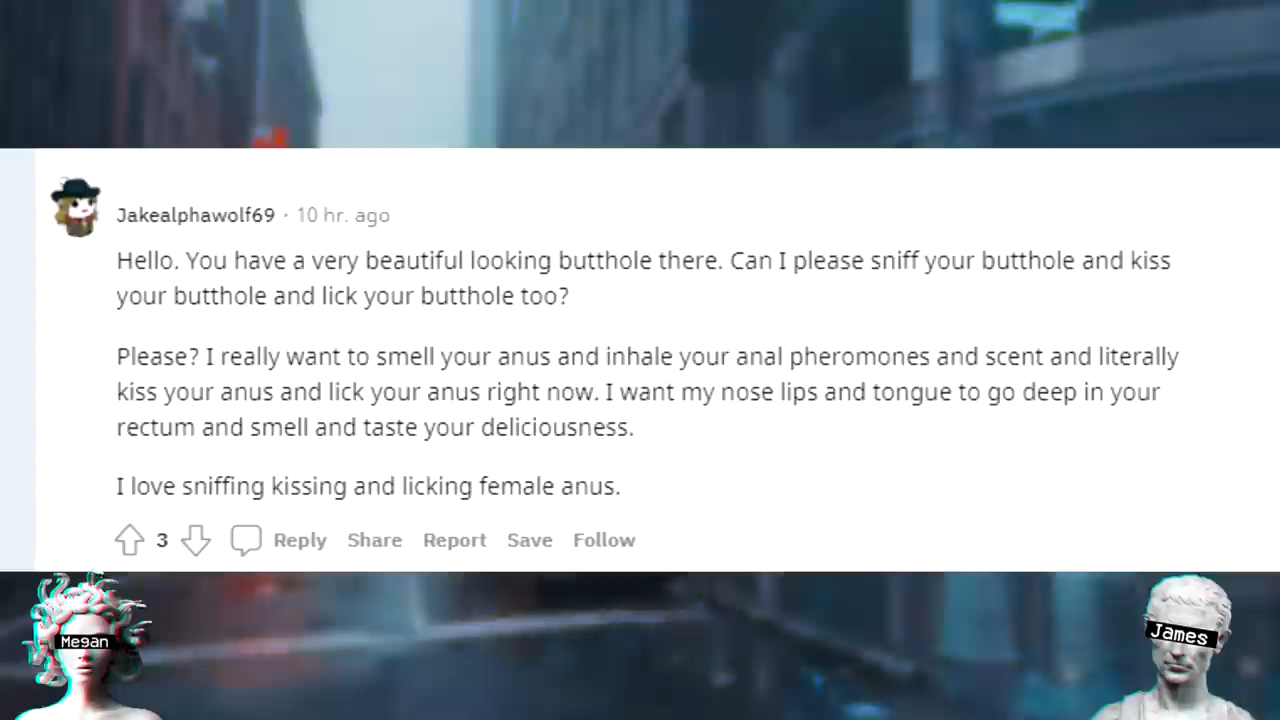 Jakealphawolf69 · 10 hr. ago
Hello. You have a very beautiful looking butthole there. Can I please sniff your butthole and kiss
your butthole and lick your butthole too?
Please? I really want to smell your anus and inhale your anal pheromones and scent and literally
kiss your anus and lick your anus right now. I want my nose lips and tongue to go deep in your
rectum and smell and taste your deliciousness.
I love sniffing kissing and licking female anus.
3 Reply Share Report Save Follow
Megan
James